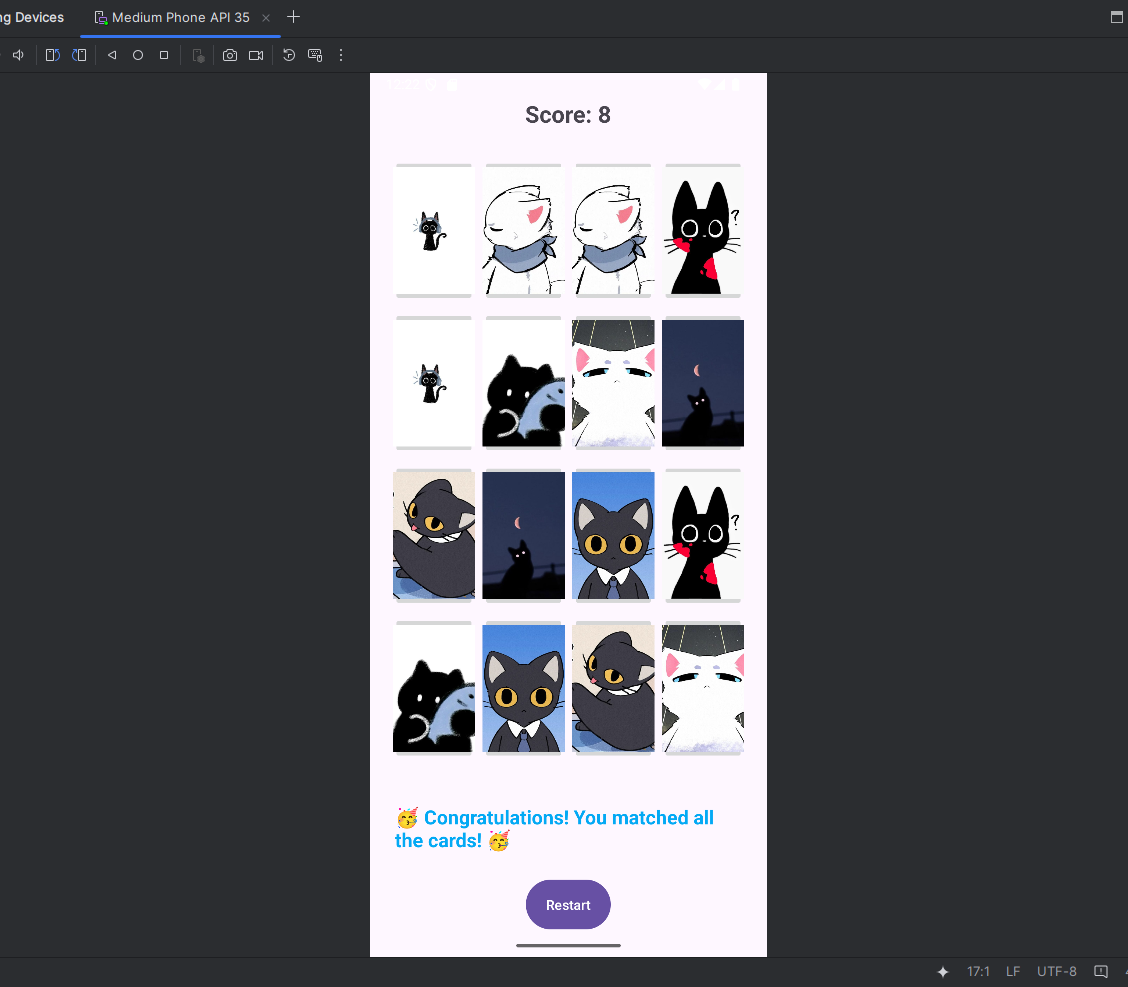 ng Devices
Medium Phone API 35
Score: 8
?
?
🥳 Congratulations! You matched all
the cards! 🥳
Restart
17:1 LF UTF-8